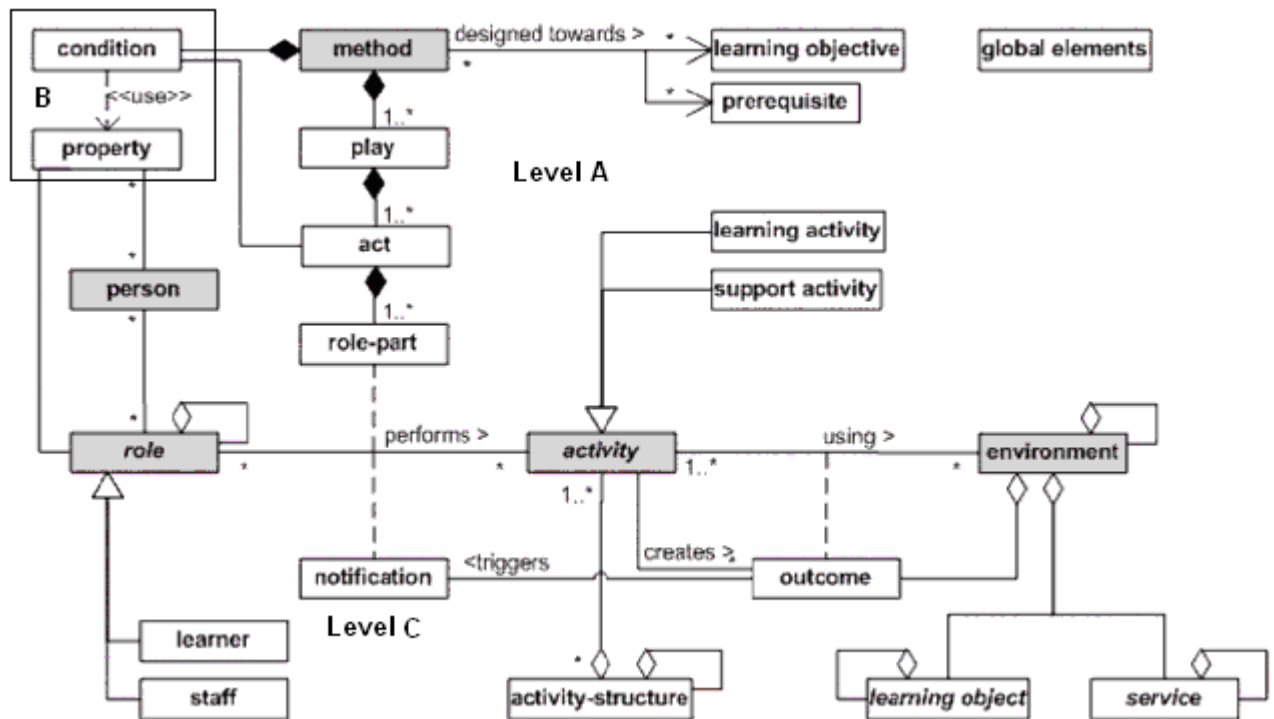 condition
method
designed towards >
*
*
learning objective
global elements
B
<<use>>
*
prerequisite
1..*
property
play
*
Level A
1..*
act
learning activity
*
person
support activity
*
1..*
role-part
*
role
performs >
activity
using >
environment
*
*
1..*
*
1..*
notification
<triggers
creates >
*
outcome
Level C
learner
*
staff
activity-structure
learning object
service